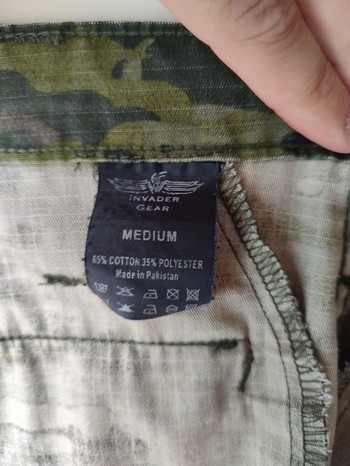 INVADER
GEAR
MEDIUM
65% COTTON 35% POLYESTER
Made in Pakistan